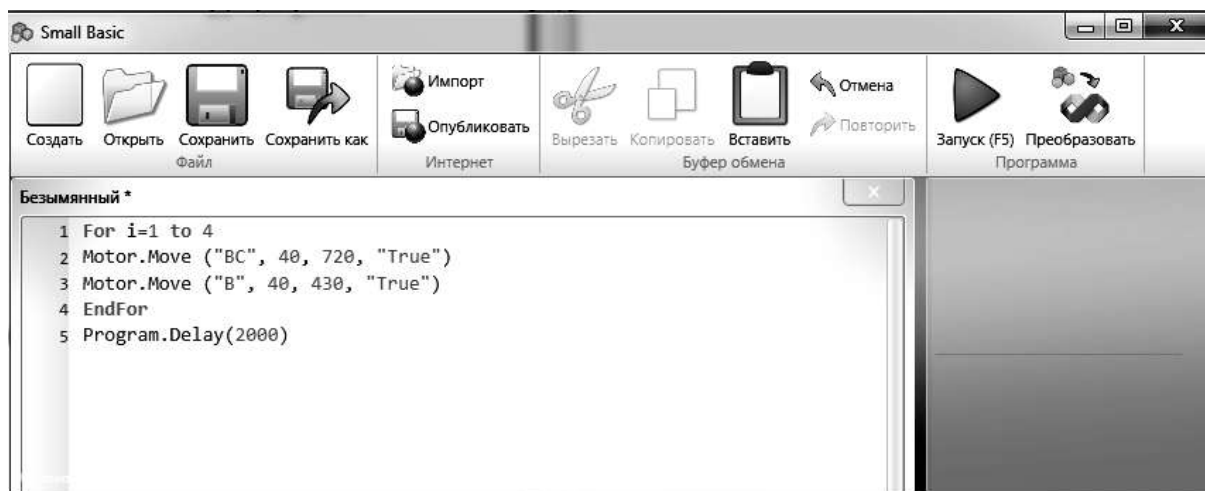 Small Basic
Создать Открыть Сохранить Сохранить как
Файл
Импорт
Опубликовать
Интернет
Вырезать Копировать Вставить
Отмена
Повторить
Буфер обмена
Запуск (F5) Преобразовать
Программа
Безымянный *
1 For i=1 to 4
2 Motor.Move ("BC", 40, 720, "True")
3 Motor.Move ("B", 40, 430, "True")
4 EndFor
5 Program.Delay(2000)